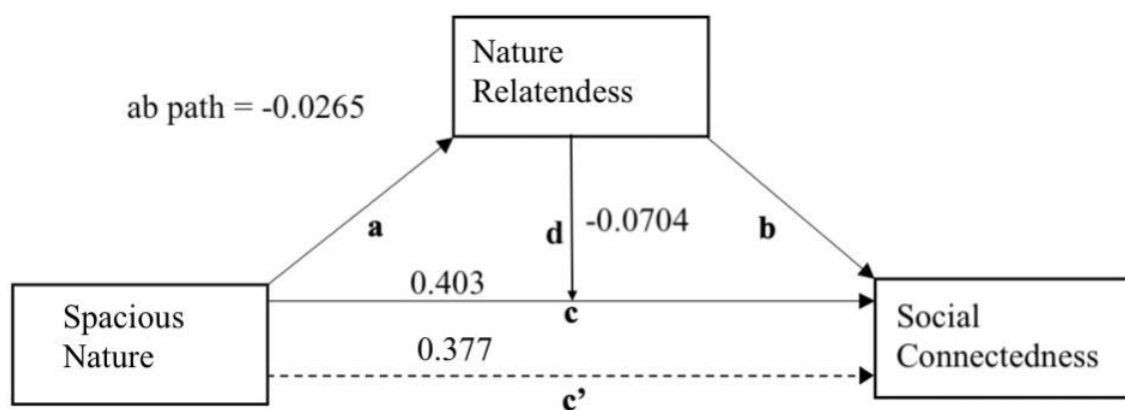 Nature
Relatendess
ab path = -0.0265
a
d
-0.0704
b
0.403
c
Spacious
Nature
0.377
c’
Social
Connectedness